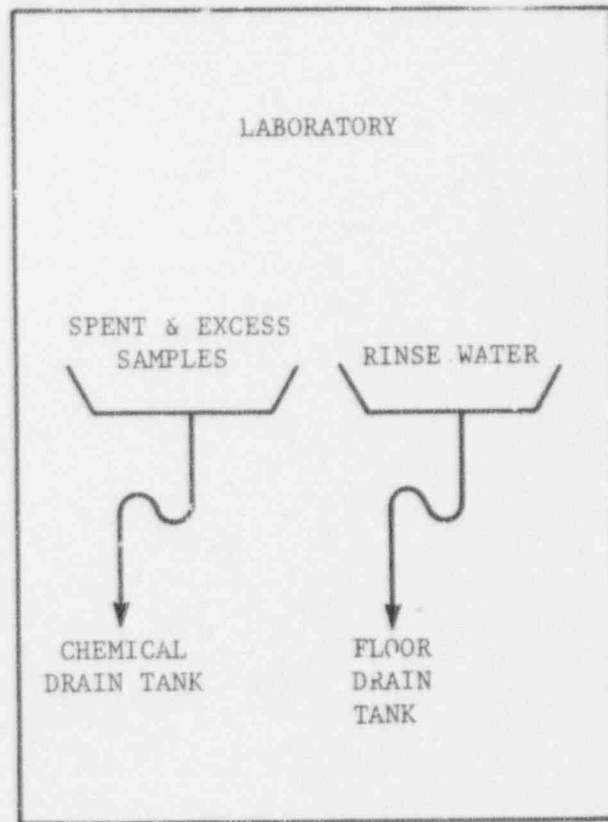 LABORATORY
SPENT & EXCESS
SAMPLES
RINSE WATER
CHEMICAL
DRAIN TANK
FLOOR
DRAIN
TANK